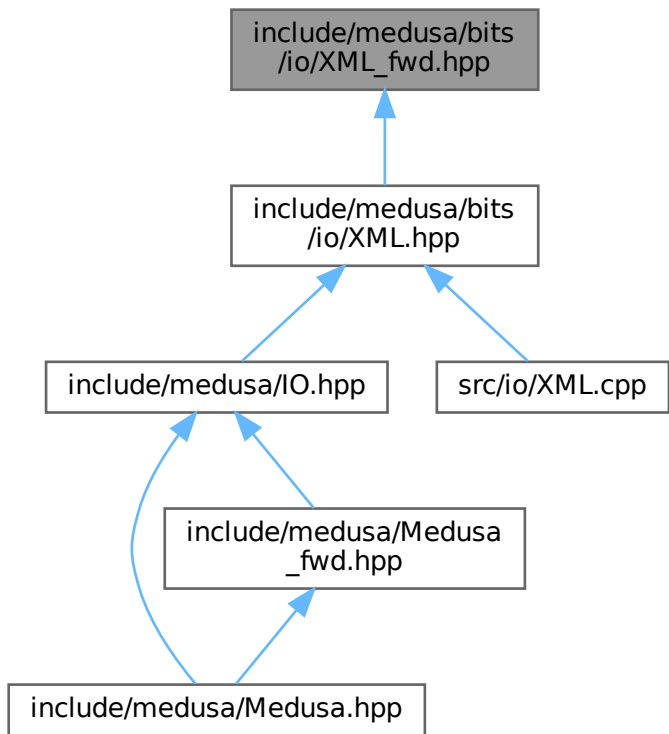 include/medusa/bits
/io/XML_fwd.hpp
include/medusa/bits
/io/XML.hpp
include/medusa/IO.hpp
src/io/XML.cpp
include/medusa/Medusa
_fwd.hpp
include/medusa/Medusa.hpp